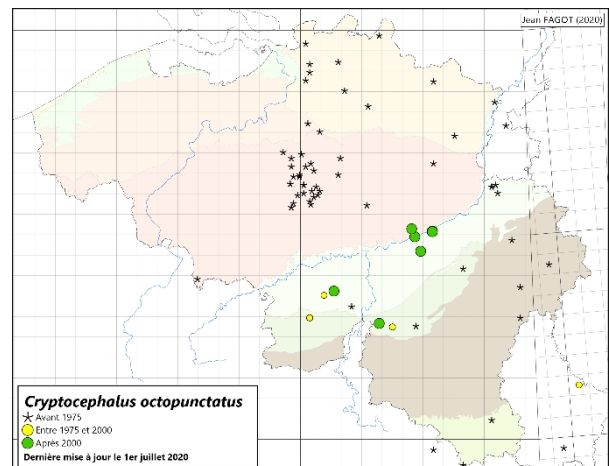 Jean FAGOT (2020)
Cryptocephalus octopunctatus
Avant 1975
Entre 1975 et 2000
Après 2000
Dernière mise à jour le 1er juillet 2020